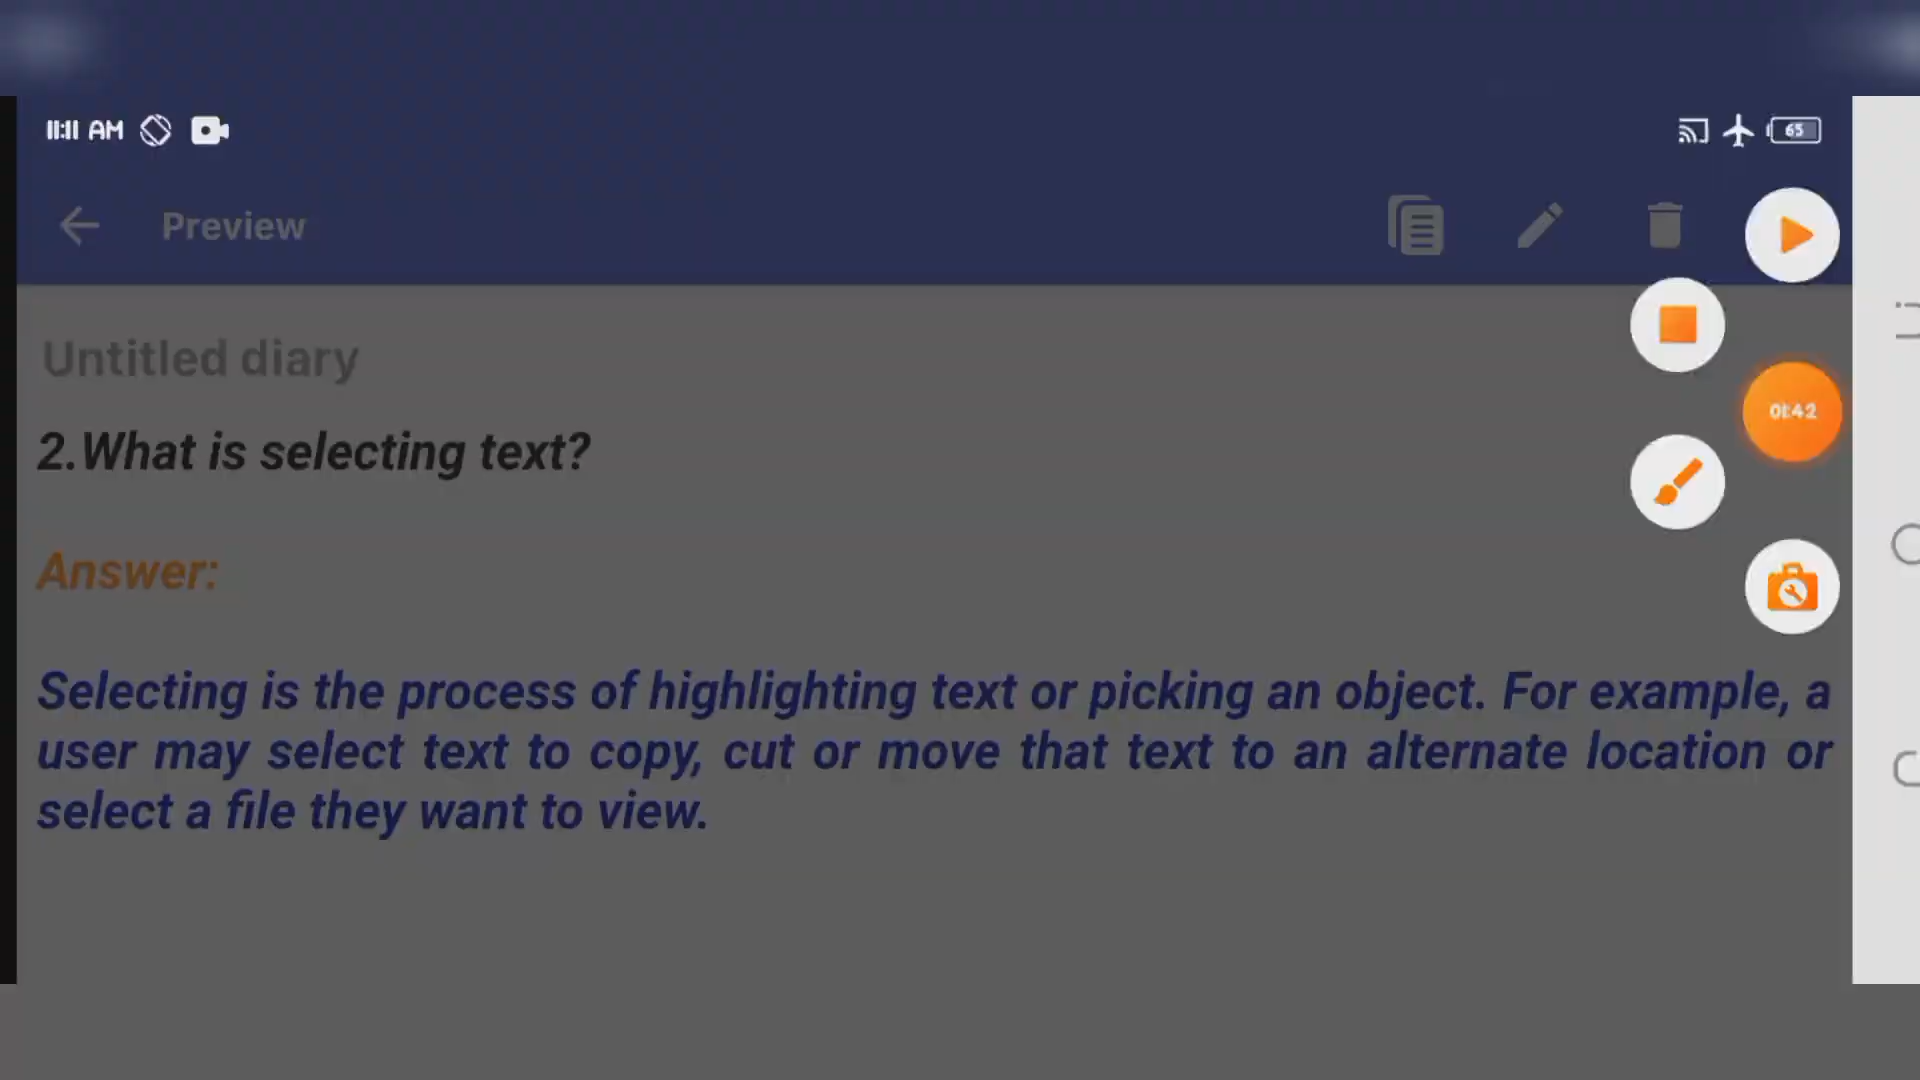 11:11 AM
65
Preview
01:42
Untitled diary
2.What is selecting text?
Answer:
Selecting is the process of highlighting text or picking an object. For example, a
user may select text to copy, cut or move that text to an alternate location or
select a file they want to view.